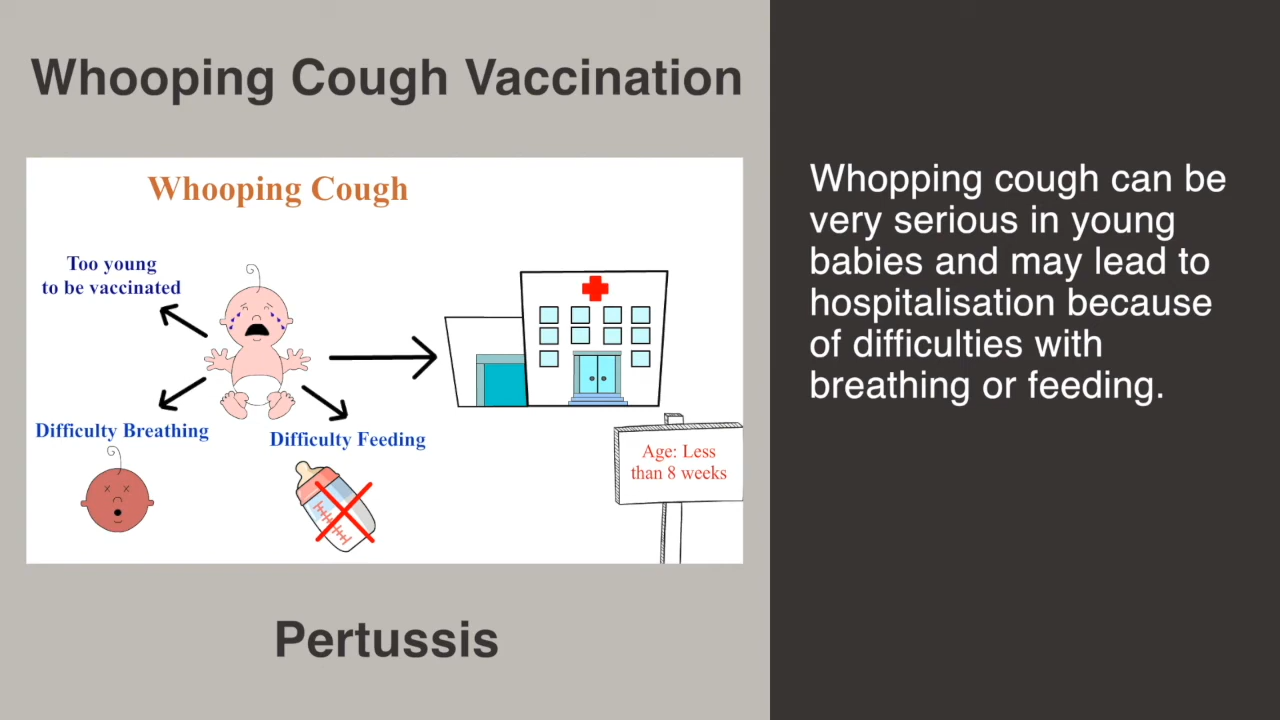 Whooping Cough Vaccination
Whooping Cough
Too young
to be vaccinated
Difficulty Breathing
Difficulty Feeding
Age: Less
than 8 weeks
Pertussis
Whopping cough can be
very serious in young
babies and may lead to
hospitalisation because
of difficulties with
breathing or feeding.